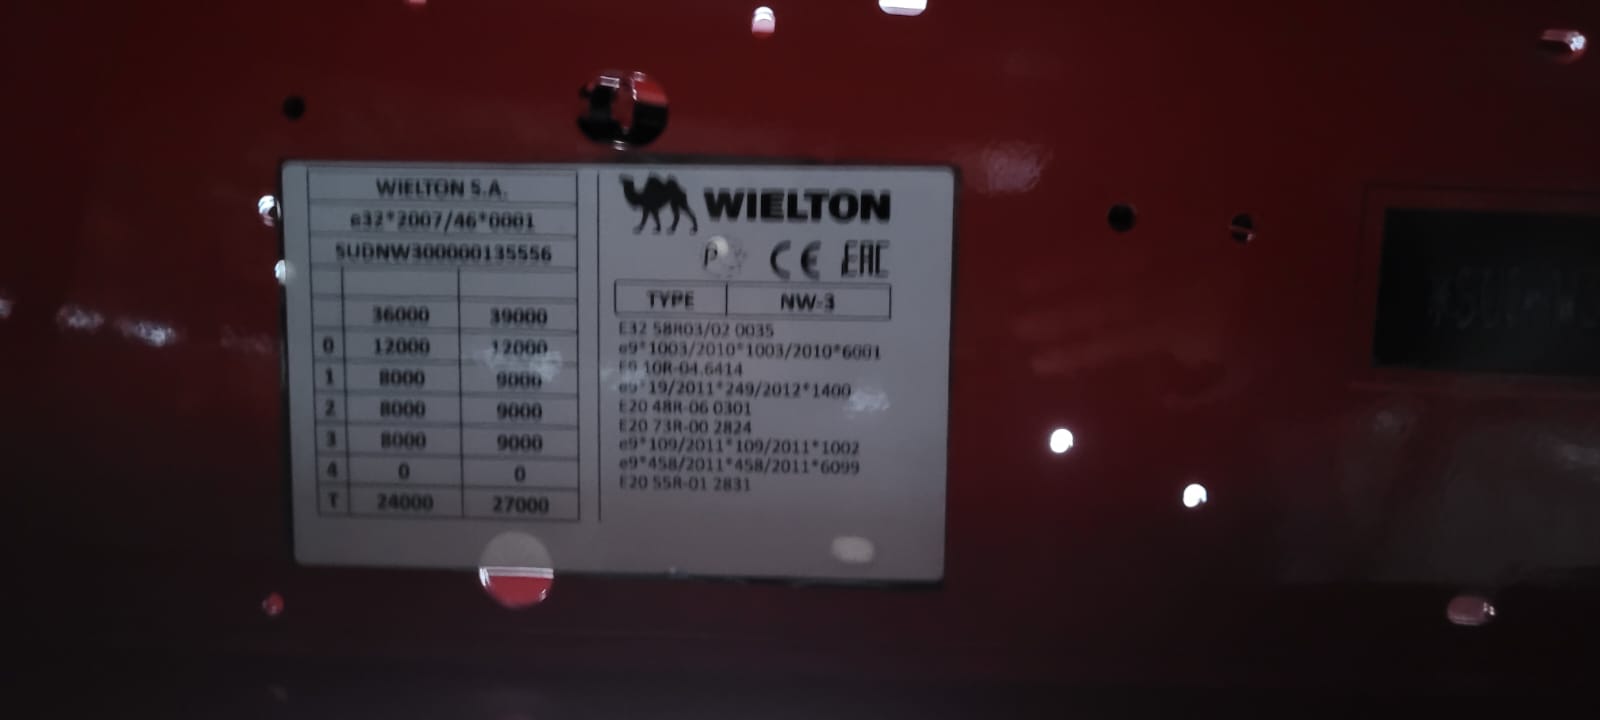 WIELTON S.A.
e32*2007/46*0001
SUDNW300000135556
36000 39000
0 12000 12000
1 8000 9000
2 8000 9000
3 8000 9000
4 0 0
T 24000 27000
WIELTON
CE EAC
TYPE NW-3
E32 58R03/02 0035
e9*1003/2010*1003/2010*6001
10R-04.6414
e9*19/2011*249/2012*1400
E20 48R-06 0301
E20 73R-00 2824
e9*109/2011*109/2011*1002
e9*458/2011*458/2011*6099
E20 55R-01 2831